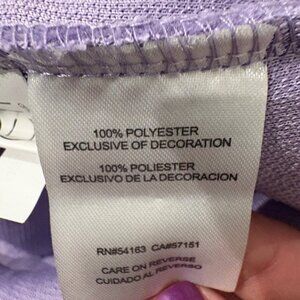 100% POLYESTER
EXCLUSIVE OF DECORATION
100% POLIESTER
EXCLUSIVO DE LA DECORACION
RN#54163 CA#57151
CARE ON REVERSE
CUIDADO AL REVERSO